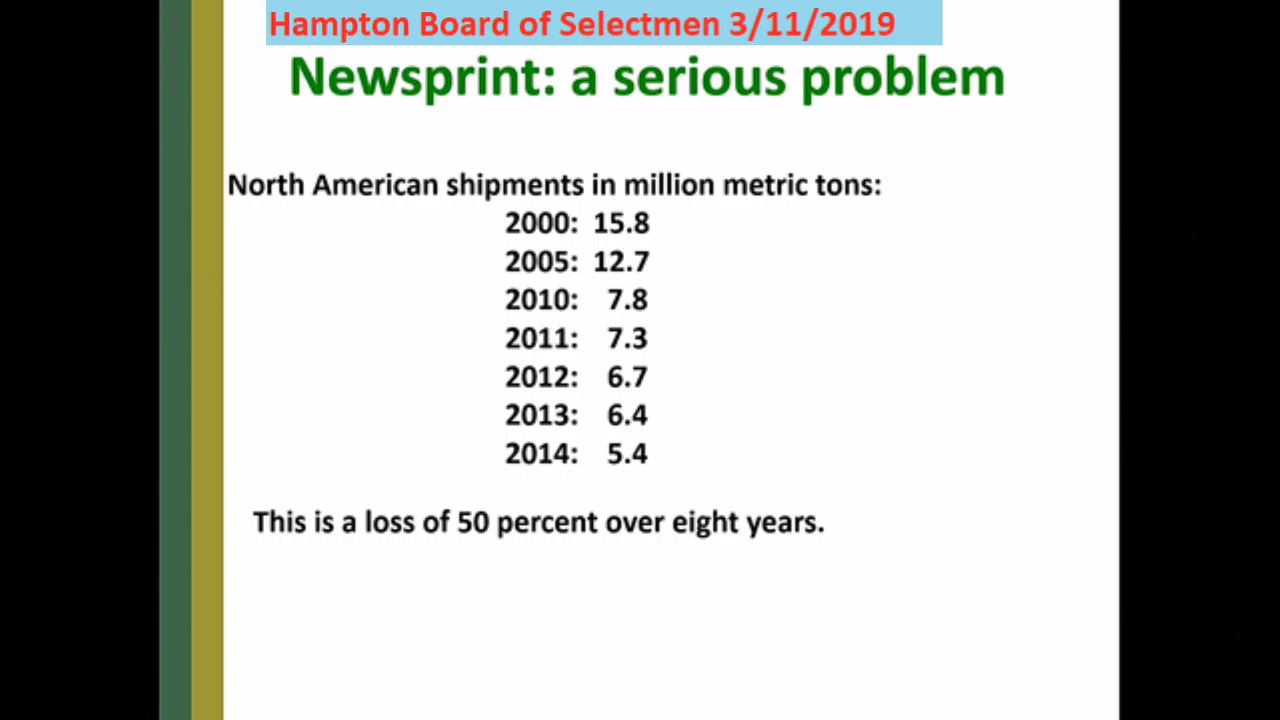 Hampton Board of Selectmen 3/11/2019
Newsprint: a serious problem
North American shipments in million metric tons:
2000: 15.8
2005: 12.7
2010: 7.8
2011: 7.3
2012: 6.7
2013: 6.4
2014: 5.4
This is a loss of 50 percent over eight years.